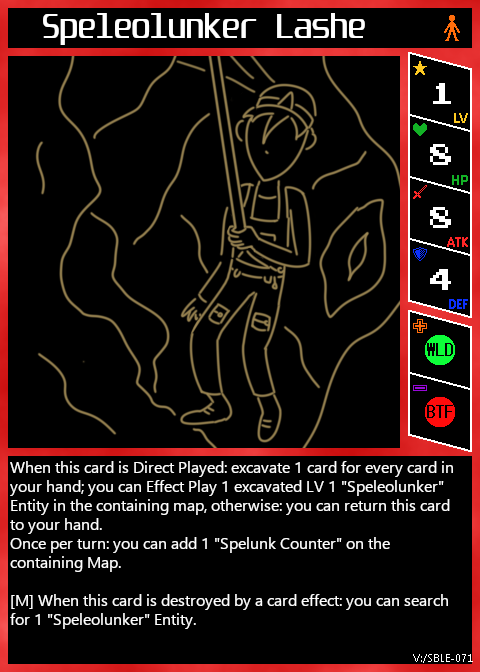 Speleolunker Lashe
1
LV
8
HP
8
ATK
4
DEF
WLD
BTF
When this card is Direct Played: excavate 1 card for every card in
your hand; you can Effect Play 1 excavated LV 1 "Speleolunker"
Entity in the containing map, otherwise: you can return this card
to your hand.
Once per turn: you can add 1 "Spelunk Counter" on the
containing Map.
[M] When this card is destroyed by a card effect: you can search
for 1 "Speleolunker" Entity.
V:/SBLE-071